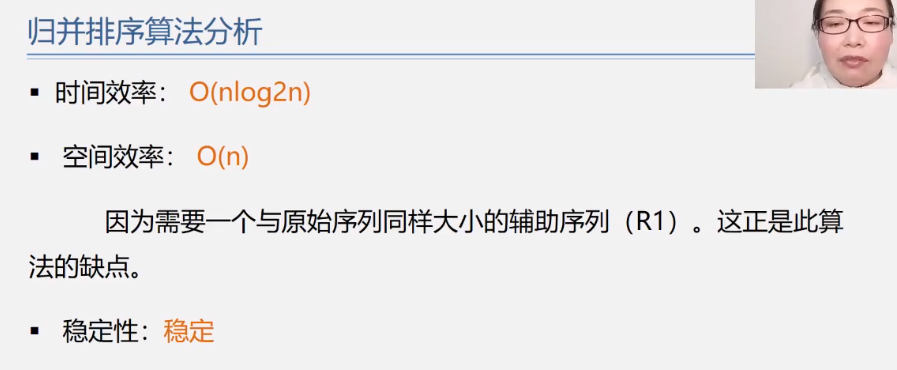 归并排序算法分析
▪ 时间效率： O(nlog2n)
▪ 空间效率： O(n)
因为需要一个与原始序列同样大小的辅助序列（R1）。这正是此算
法的缺点。
▪ 稳定性：稳定